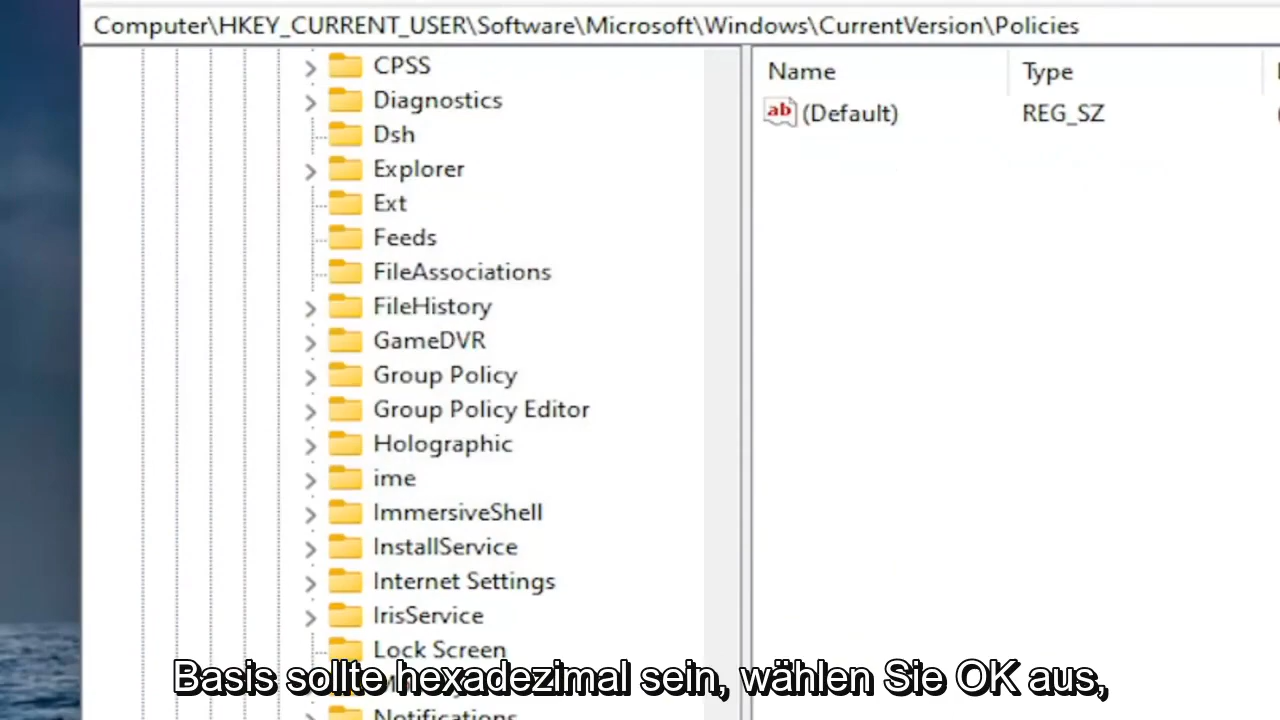 Computer\HKEY_CURRENT_USER\Software\Microsoft\Windows\CurrentVersion\Policies
Name Type
ab (Default) REG_SZ
CPSS
Diagnostics
Dsh
Explorer
Ext
Feeds
FileAssociations
FileHistory
GameDVR
Group Policy
Group Policy Editor
Holographic
ime
ImmersiveShell
InstallService
Internet Settings
IrisService
Lock Screen
Notifications
Basis sollte hexadezimal sein, wählen Sie OK aus,